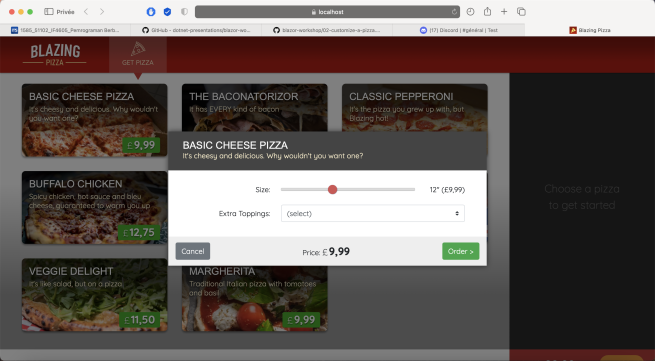 Privée
localhost
GitHub - dotnet-presentations/blazor-wo...
blazor-workshop/02-customize-a-pizza....
(17) Discord | #général | Test
Blazing Pizza
BLAZING
PIZZA
GET PIZZA
BASIC CHEESE PIZZA
It's cheesy and delicious. Why wouldn't
you want one?
£ 9,99
THE BACONATORIZOR
It has EVERY kind of bacon
CLASSIC PEPPERONI
It's the pizza you grew up with, but
Blazing hot!
BASIC CHEESE PIZZA
It's cheesy and delicious. Why wouldn't you want one?
Size:
12" (£9,99)
Extra Toppings:
(select)
Cancel
Price: £ 9,99
Order >
BUFFALO CHICKEN
Spicy chicken, hot sauce and bleu
cheese, guaranteed to warm you up
£ 12,75
VEGGIE DELIGHT
It's like salad, but on a pizza
£ 11,50
MARGHERITA
Traditional Italian pizza with tomatoes
and basil
£ 9,99
Choose a pizza
to get started